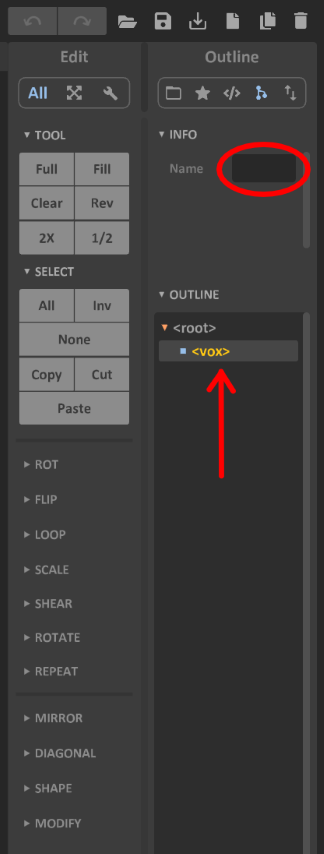 Edit
All
TOOL
Full Fill
Clear Rev
2X 1/2
SELECT
All Inv
None
Copy Cut
Paste
ROT
FLIP
LOOP
SCALE
SHEAR
ROTATE
REPEAT
MIRROR
DIAGONAL
SHAPE
MODIFY
Outline
</>
INFO
Name
OUTLINE
<root>
<vox>